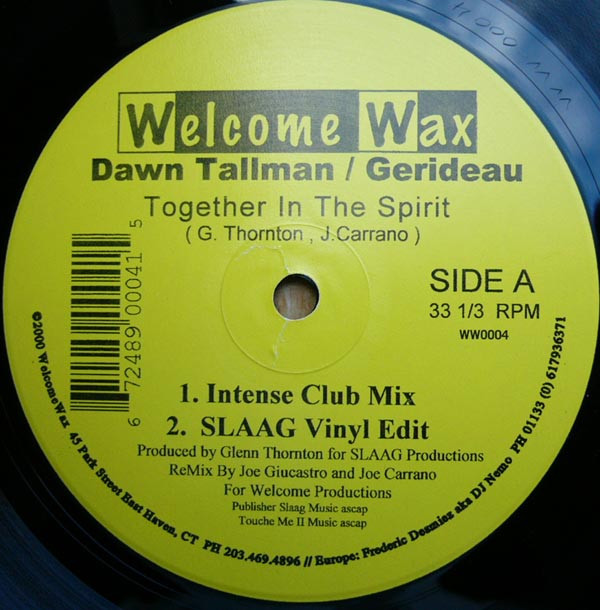 Welcome Wax
Dawn Tallman / Gerideau
Together In The Spirit
( G. Thornton , J.Carrano )
SIDE A
33 1/3 RPM
WW0004
6 72489 00041 5
1. Intense Club Mix
2. SLAAG Vinyl Edit
Produced by Glenn Thornton for SLAAG Productions
ReMix By Joe Giucastro and Joe Carrano
For Welcome Productions
Publisher Slaag Music ascap
Touche Me II Music ascap
©2000 WelcomeWax 45 Park Street East Haven, CT PH 203.469.4896 // Europe: Frederic Desmiez aka DJ Nemo PH 01133 (0) 617936371